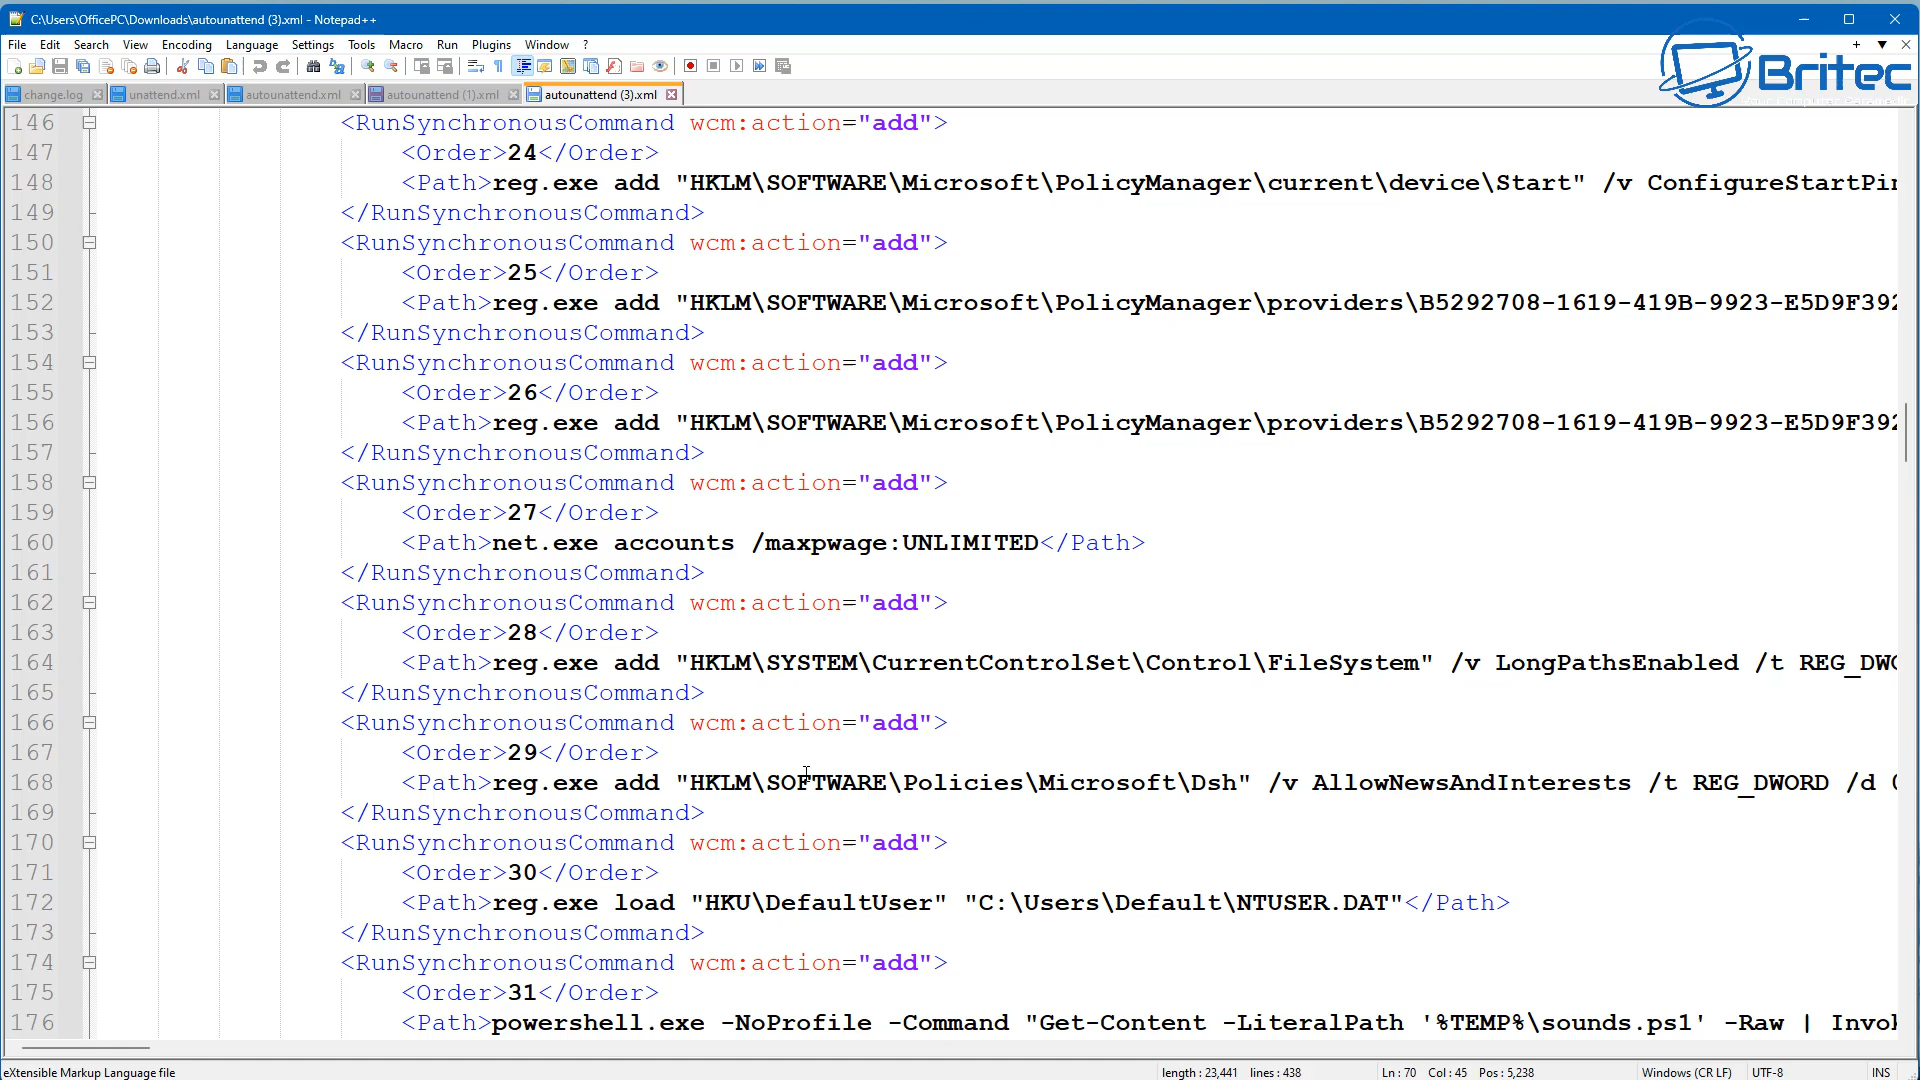 C:\Users\OfficePC\Downloads\autounattend (3).xml - Notepad++
File Edit Search View Encoding Language Settings Tools Macro Run Plugins Window ?
Britec
change.log unattend.xml autounattend.xml autounattend (1).xml autounattend (3).xml
146 <RunSynchronousCommand wcm:action="add">
147 <Order>24</Order>
148 <Path>reg.exe add "HKLM\SOFTWARE\Microsoft\PolicyManager\current\device\Start" /v ConfigureStartPin
149 </RunSynchronousCommand>
150 <RunSynchronousCommand wcm:action="add">
151 <Order>25</Order>
152 <Path>reg.exe add "HKLM\SOFTWARE\Microsoft\PolicyManager\providers\B5292708-1619-419B-9923-E5D9F392
153 </RunSynchronousCommand>
154 <RunSynchronousCommand wcm:action="add">
155 <Order>26</Order>
156 <Path>reg.exe add "HKLM\SOFTWARE\Microsoft\PolicyManager\providers\B5292708-1619-419B-9923-E5D9F392
157 </RunSynchronousCommand>
158 <RunSynchronousCommand wcm:action="add">
159 <Order>27</Order>
160 <Path>net.exe accounts /maxpwage:UNLIMITED</Path>
161 </RunSynchronousCommand>
162 <RunSynchronousCommand wcm:action="add">
163 <Order>28</Order>
164 <Path>reg.exe add "HKLM\SYSTEM\CurrentControlSet\Control\FileSystem" /v LongPathsEnabled /t REG_DWO
165 </RunSynchronousCommand>
166 <RunSynchronousCommand wcm:action="add">
167 <Order>29</Order>
168 <Path>reg.exe add "HKLM\SOFTWARE\Policies\Microsoft\Dsh" /v AllowNewsAndInterests /t REG_DWORD /d 0
169 </RunSynchronousCommand>
170 <RunSynchronousCommand wcm:action="add">
171 <Order>30</Order>
172 <Path>reg.exe load "HKU\DefaultUser" "C:\Users\Default\NTUSER.DAT"</Path>
173 </RunSynchronousCommand>
174 <RunSynchronousCommand wcm:action="add">
175 <Order>31</Order>
176 <Path>powershell.exe -NoProfile -Command "Get-Content -LiteralPath '%TEMP%\sounds.ps1' -Raw | Invok
eXtensible Markup Language file length : 23,441 lines : 438 Ln : 70 Col : 45 Pos : 5,238 Windows (CR LF) UTF-8 INS